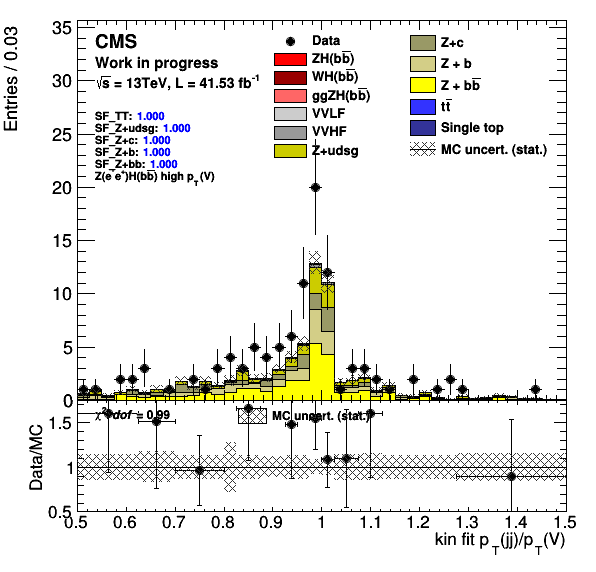 Entries / 0.03
35
30
25
20
15
10
5
0
CMS
Work in progress
√s = 13TeV, L = 41.53 fb⁻¹
SF_TT: 1.000
SF_Z+udsg: 1.000
SF_Z+c: 1.000
SF_Z+b: 1.000
SF_Z+bb: 1.000
Z(e⁻e⁺)H(bb̅) high p_T(V)
Data
ZH(bb̅)
WH(bb̅)
ggZH(bb̅)
VVLF
VVHF
Z+udsg
Z+c
Z + b
Z + bb̅
tt̅
Single top
MC uncert. (stat.)
Data/MC
1.5
1
0.5
χ²/dof = 0.99
MC uncert. (stat.)
0.5 0.6 0.7 0.8 0.9 1 1.1 1.2 1.3 1.4 1.5
kin fit p_T(jj)/p_T(V)